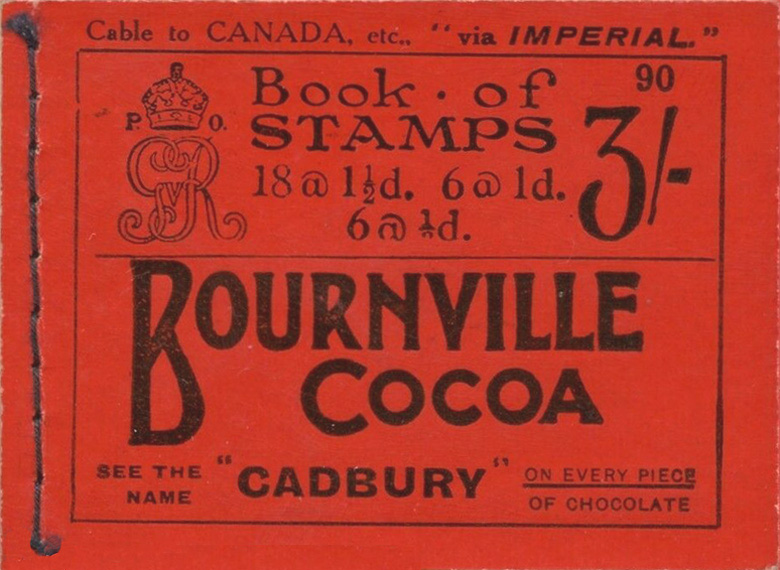 Cable to CANADA, etc., "via IMPERIAL."
90
P. O.
GVR
Book · of
STAMPS
3/-
18 @ 1½d. 6 @ 1d.
6 @ ½d.
BOURNVILLE
COCOA
SEE THE
NAME
"CADBURY"
ON EVERY PIECE
OF CHOCOLATE